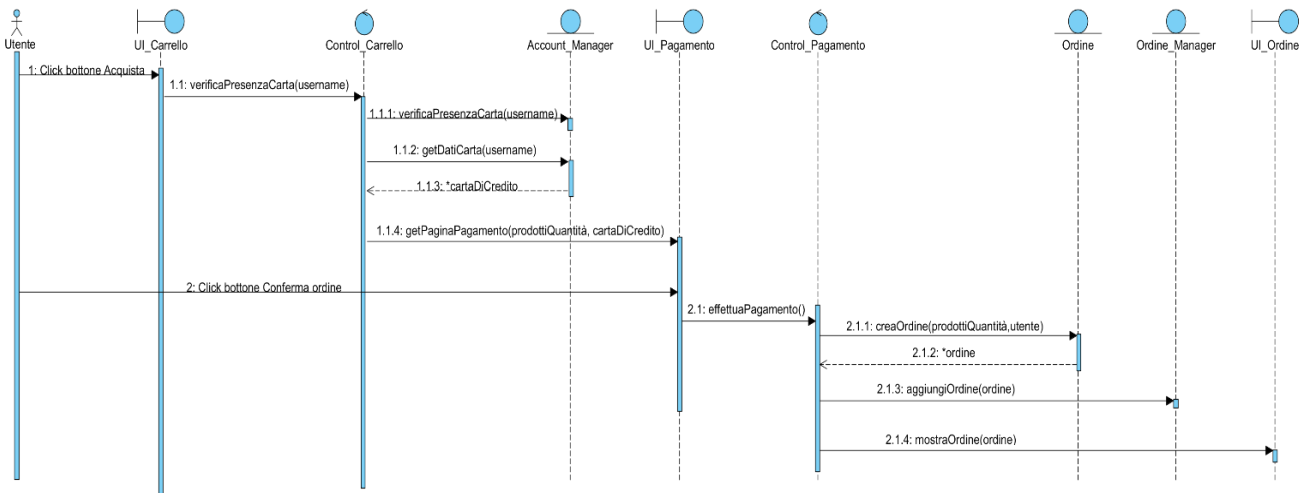 Utente
UI_Carrello
Control_Carrello
Account_Manager
UI_Pagamento
Control_Pagamento
Ordine
Ordine_Manager
UI_Ordine
1: Click bottone Acquista
1.1: verificaPresenzaCarta(username)
1.1.1: verificaPresenzaCarta(username)
1.1.2: getDatiCarta(username)
1.1.3: *cartaDiCredito
1.1.4: getPaginaPagamento(prodottiQuantità, cartaDiCredito)
2: Click bottone Conferma ordine
2.1: effettuaPagamento()
2.1.1: creaOrdine(prodottiQuantità,utente)
2.1.2: *ordine
2.1.3: aggiungiOrdine(ordine)
2.1.4: mostraOrdine(ordine)